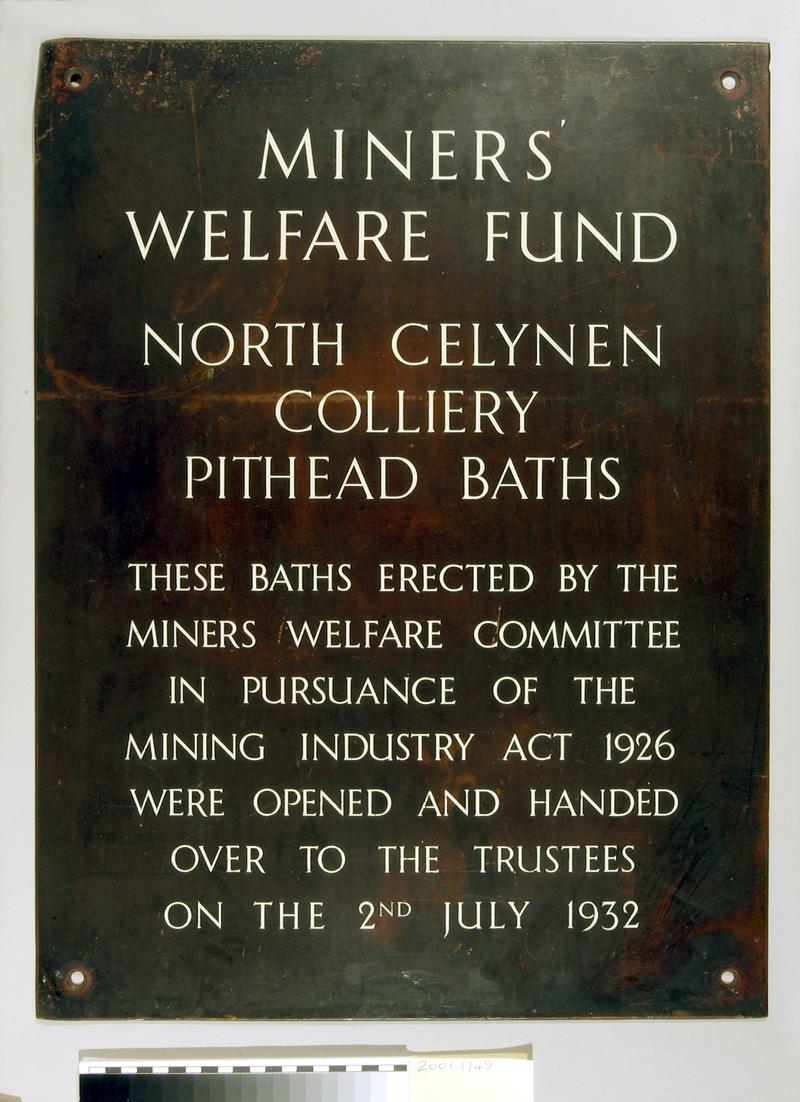 MINERS'
WELFARE FUND
NORTH CELYNEN
COLLIERY
PITHEAD BATHS
THESE BATHS ERECTED BY THE
MINERS WELFARE COMMITTEE
IN PURSUANCE OF THE
MINING INDUSTRY ACT 1926
WERE OPENED AND HANDED
OVER TO THE TRUSTEES
ON THE 2ND JULY 1932
2001.1/49